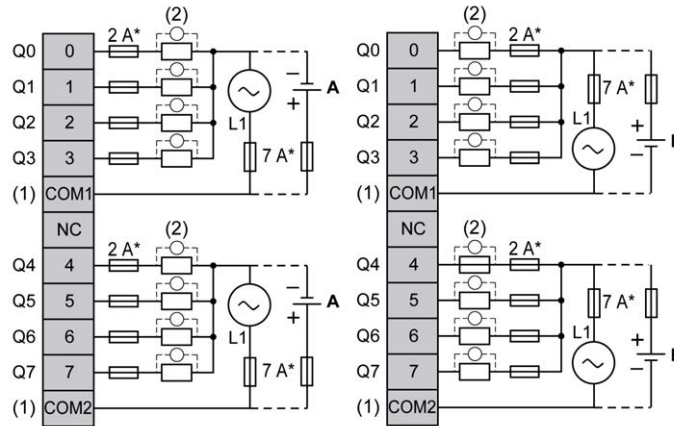 (2)
Q0 0 2 A*
Q1 1
Q2 2
Q3 3
(1) COM1
NC
L1
7 A*
A
(2)
Q4 4 2 A*
Q5 5
Q6 6
Q7 7
(1) COM2
L1
7 A*
A
(2)
Q0 0 2 A*
Q1 1
Q2 2
Q3 3
(1) COM1
NC
7 A*
L1
(2)
Q4 4 2 A*
Q5 5
Q6 6
Q7 7
(1) COM2
7 A*
L1